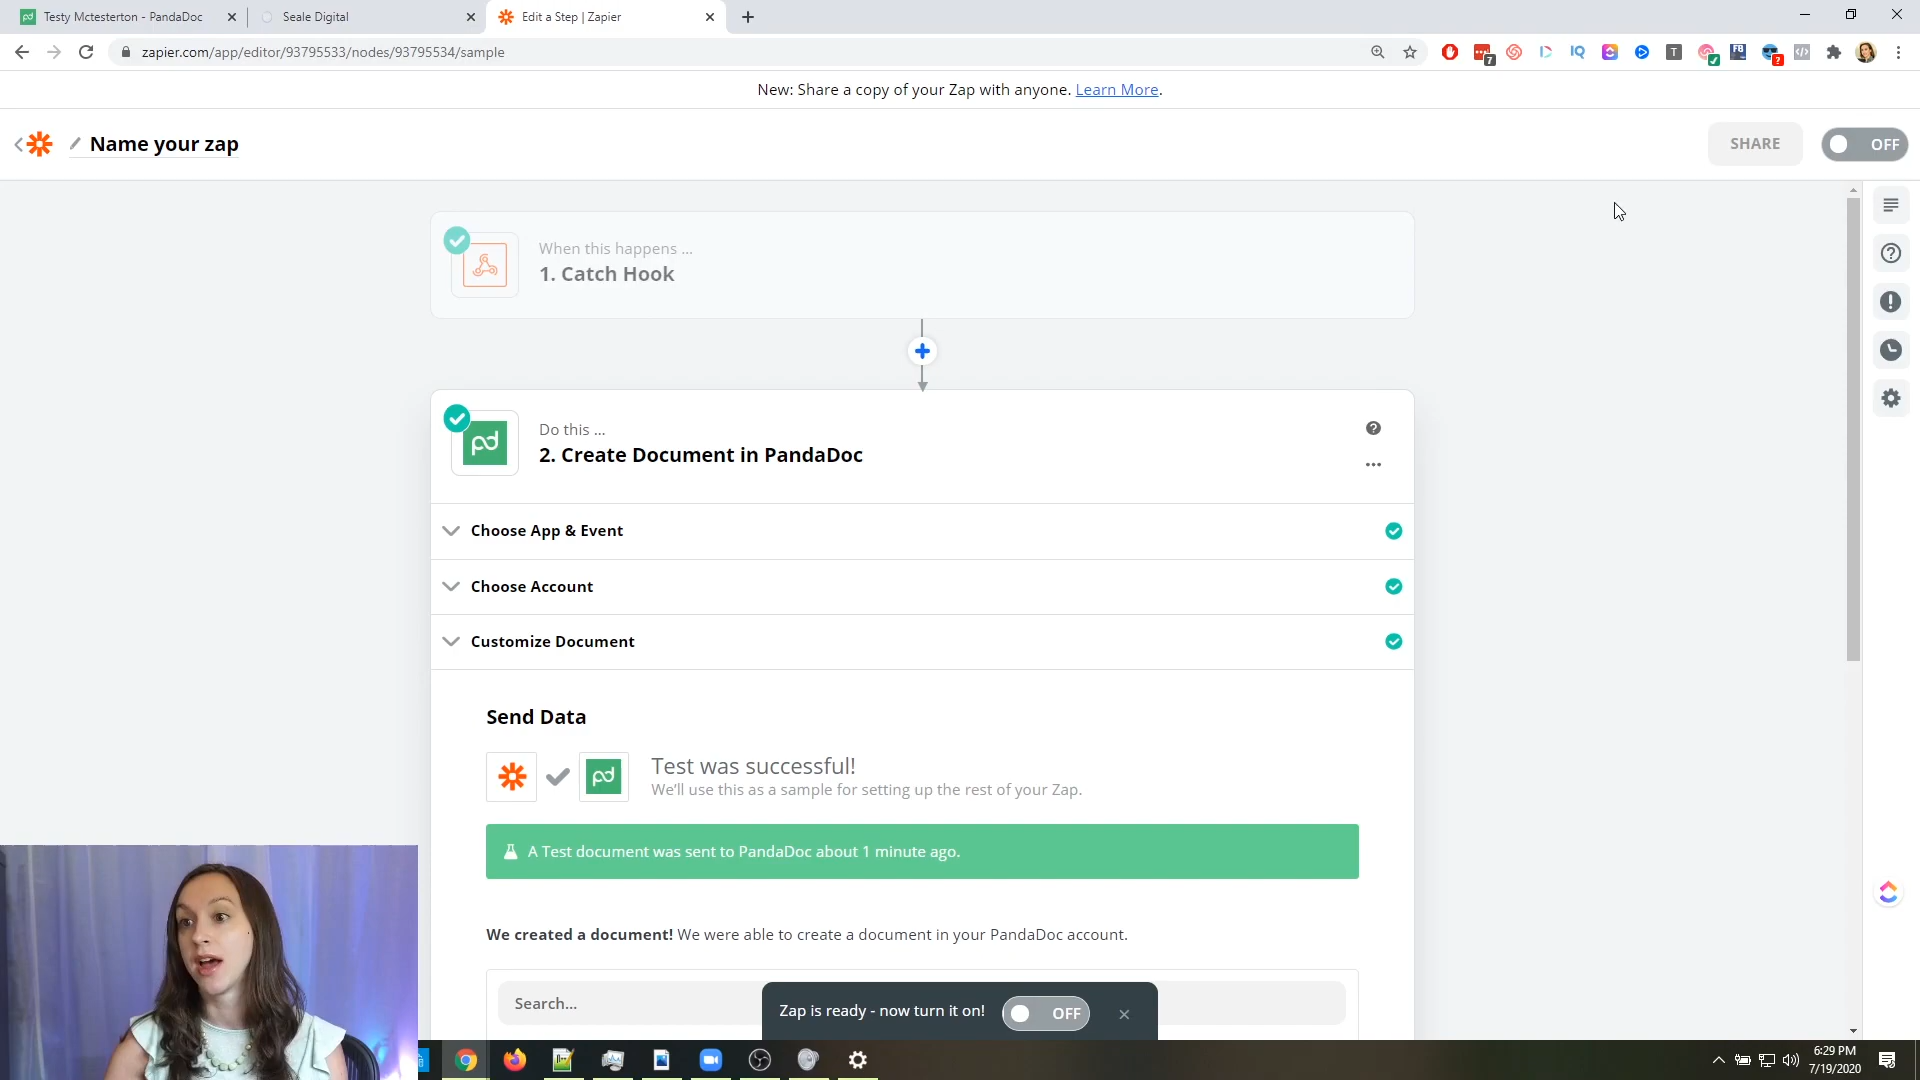 Testy Mctesterton - PandaDoc
Seale Digital
Edit a Step | Zapier
zapier.com/app/editor/93795533/nodes/93795534/sample
New: Share a copy of your Zap with anyone. Learn More.
Name your zap
SHARE
OFF
When this happens ...
1. Catch Hook
Do this ...
2. Create Document in PandaDoc
Choose App & Event
Choose Account
Customize Document
Send Data
Test was successful!
We'll use this as a sample for setting up the rest of your Zap.
A Test document was sent to PandaDoc about 1 minute ago.
We created a document! We were able to create a document in your PandaDoc account.
Search...
Zap is ready - now turn it on!
OFF
6:29 PM
7/19/2020